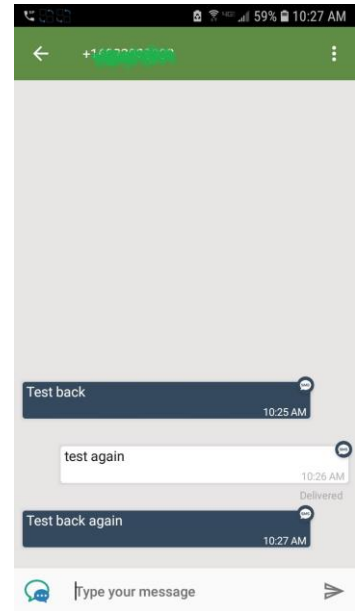 59% 10:27 AM
Test back
10:25 AM
test again
10:26 AM
Delivered
Test back again
10:27 AM
Type your message